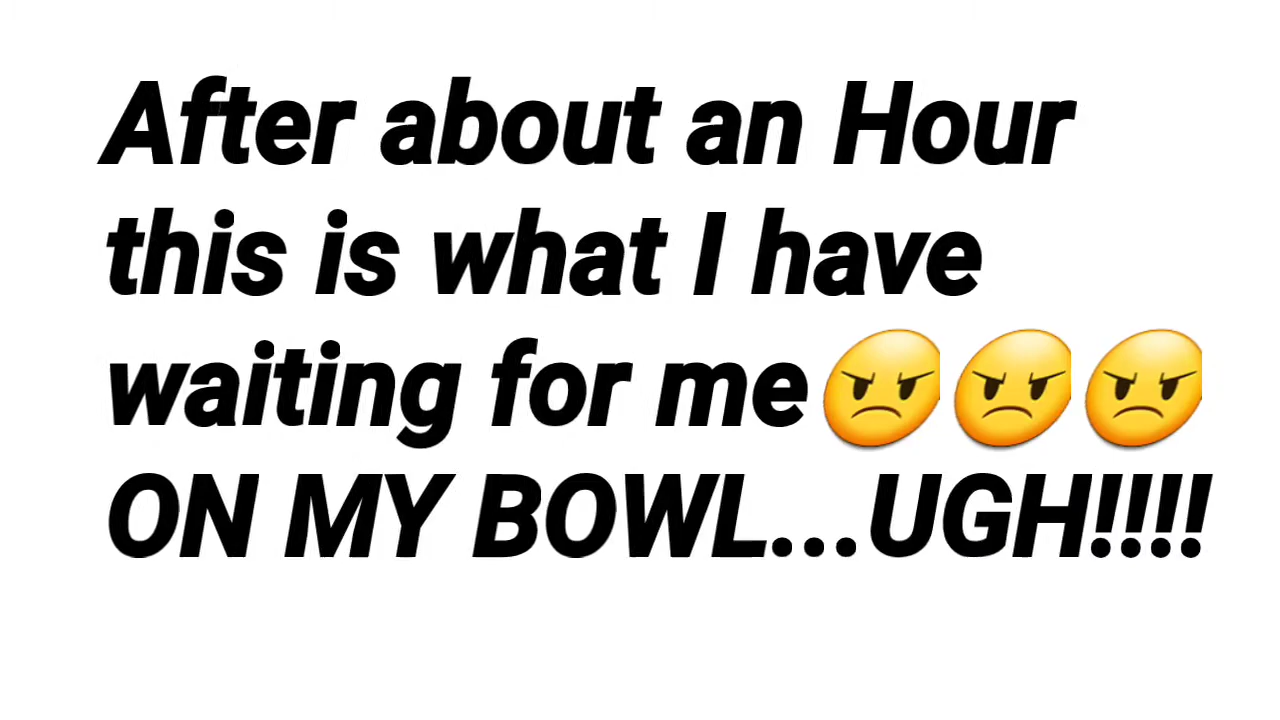 After about an Hour
this is what I have
waiting for me😠😠😠
ON MY BOWL...UGH!!!!